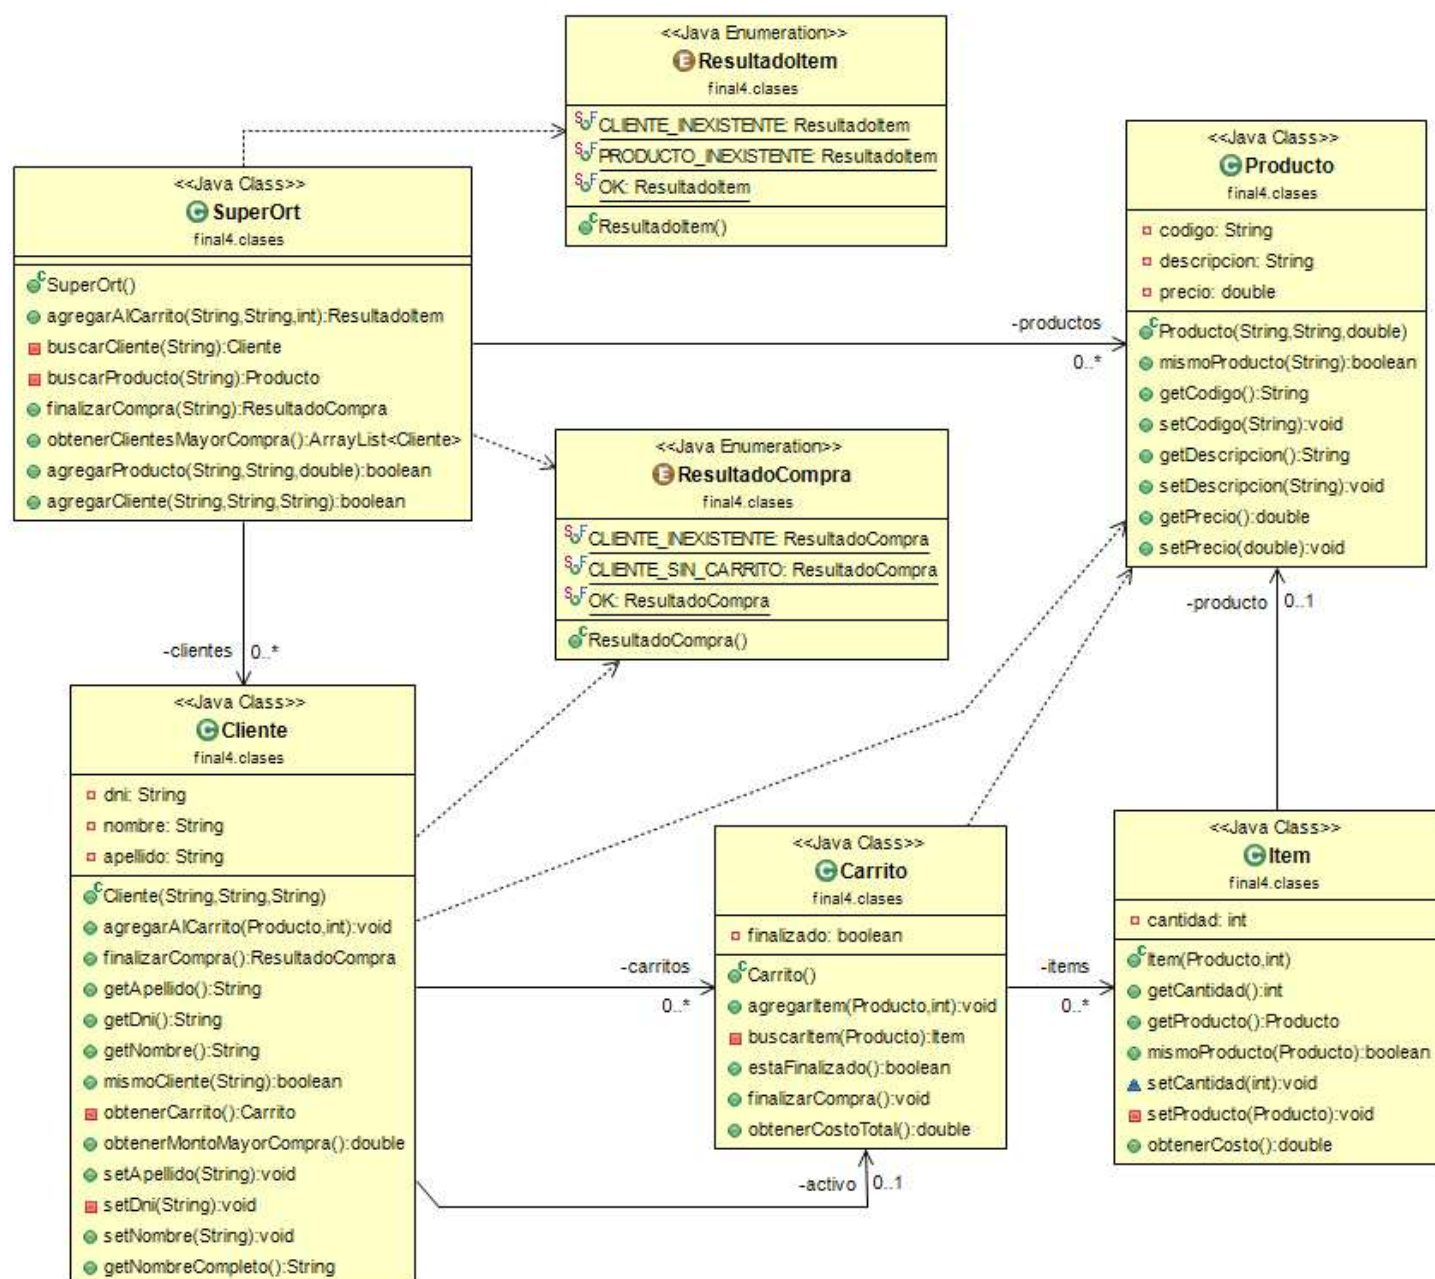 <<Java Enumeration>>
ResultadoItem
final4.clases
CLIENTE_INEXISTENTE: ResultadoItem
PRODUCTO_INEXISTENTE: ResultadoItem
OK: ResultadoItem
ResultadoItem()
<<Java Class>>
SuperOrt
final4.clases
SuperOrt()
agregarAlCarrito(String,String,int):ResultadoItem
buscarCliente(String):Cliente
buscarProducto(String):Producto
finalizarCompra(String):ResultadoCompra
obtenerClientesMayorCompra():ArrayList<Cliente>
agregarProducto(String,String,double):boolean
agregarCliente(String,String,String):boolean
-productos
0..*
<<Java Class>>
Producto
final4.clases
codigo: String
descripcion: String
precio: double
Producto(String,String,double)
mismoProducto(String):boolean
getCodigo():String
setCodigo(String):void
getDescripcion():String
setDescripcion(String):void
getPrecio():double
setPrecio(double):void
<<Java Enumeration>>
ResultadoCompra
final4.clases
CLIENTE_INEXISTENTE: ResultadoCompra
CLIENTE_SIN_CARRITO: ResultadoCompra
OK: ResultadoCompra
ResultadoCompra()
-producto 0..1
-clientes 0..*
<<Java Class>>
Cliente
final4.clases
dni: String
nombre: String
apellido: String
Cliente(String,String,String)
agregarAlCarrito(Producto,int):void
finalizarCompra():ResultadoCompra
getApellido():String
getDni():String
getNombre():String
mismoCliente(String):boolean
obtenerCarrito():Carrito
obtenerMontoMayorCompra():double
setApellido(String):void
setDni(String):void
setNombre(String):void
getNombreCompleto():String
-carritos
0..*
<<Java Class>>
Carrito
final4.clases
finalizado: boolean
Carrito()
agregarItem(Producto,int):void
buscarItem(Producto):Item
estaFinalizado():boolean
finalizarCompra():void
obtenerCostoTotal():double
-activo 0..1
-items
0..*
<<Java Class>>
Item
final4.clases
cantidad: int
Item(Producto,int)
getCantidad():int
getProducto():Producto
mismoProducto(Producto):boolean
setCantidad(int):void
setProducto(Producto):void
obtenerCosto():double